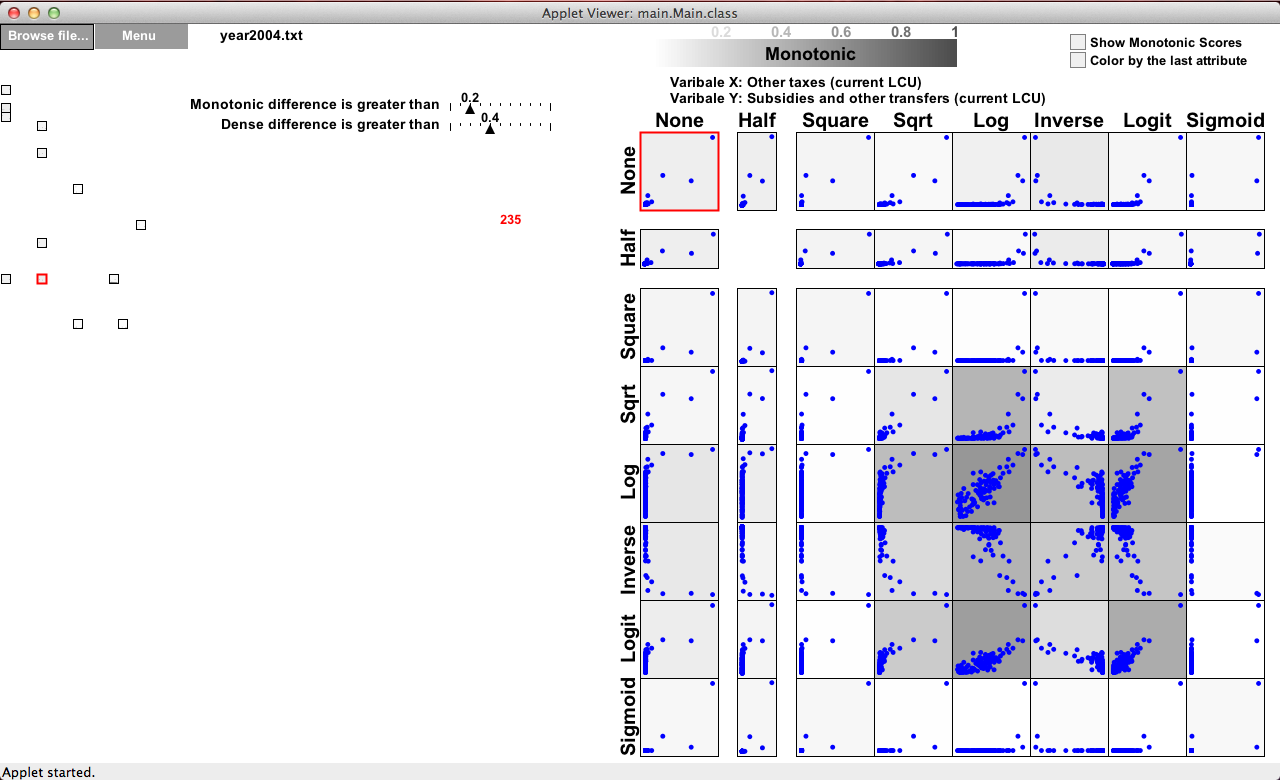 Applet Viewer: main.Main.class
Browse file...
Menu
year2004.txt
0.2 0.4 0.6 0.8 1
Monotonic
Show Monotonic Scores
Color by the last attribute
Varibale X: Other taxes (current LCU)
Varibale Y: Subsidies and other transfers (current LCU)
Monotonic difference is greater than
0.2
Dense difference is greater than
0.4
235
None Half Square Sqrt Log Inverse Logit Sigmoid
None
Half
Square
Sqrt
Log
Inverse
Logit
Sigmoid
Applet started.